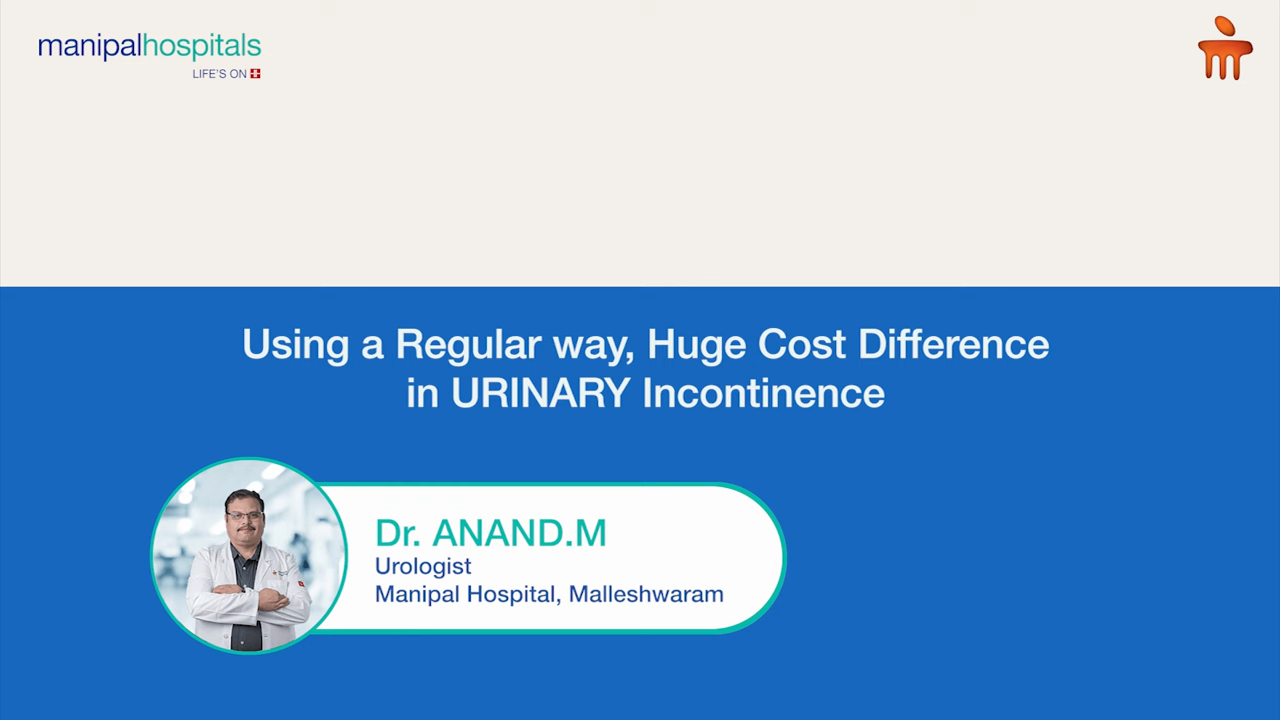 manipalhospitals
LIFE'S ON
Using a Regular way, Huge Cost Difference
in URINARY Incontinence
Dr. ANAND.M
Urologist
Manipal Hospital, Malleshwaram